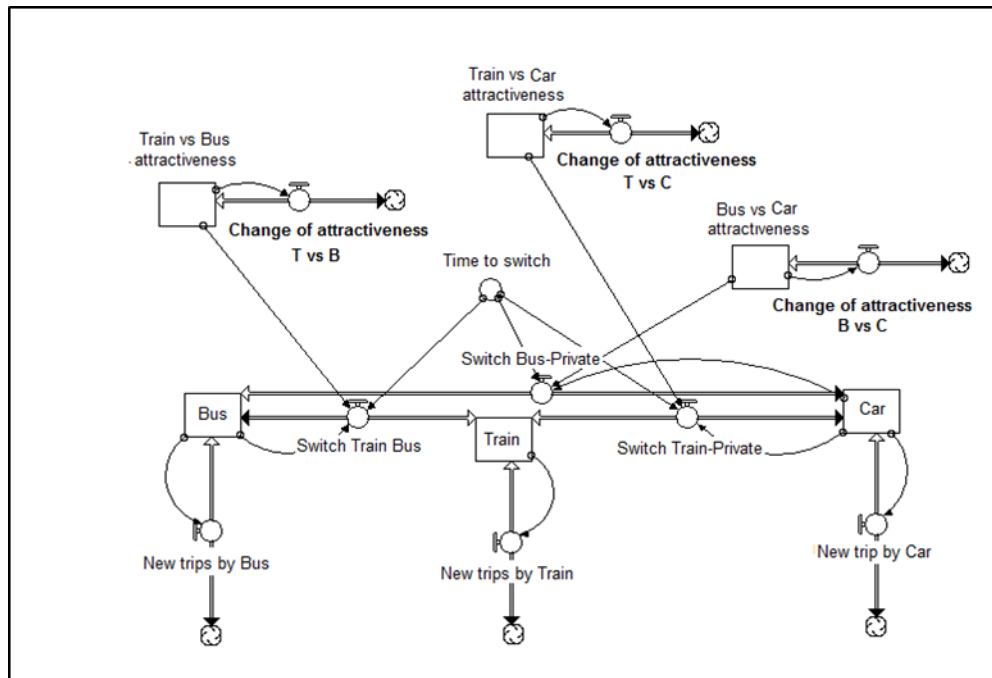 Train vs Car
attractiveness
Change of attractiveness
T vs C
Train vs Bus
attractiveness
Change of attractiveness
T vs B
Bus vs Car
attractiveness
Change of attractiveness
B vs C
Time to switch
Switch Bus-Private
Bus
Switch Train Bus
Train
Switch Train-Private
Car
New trips by Bus
New trips by Train
New trip by Car